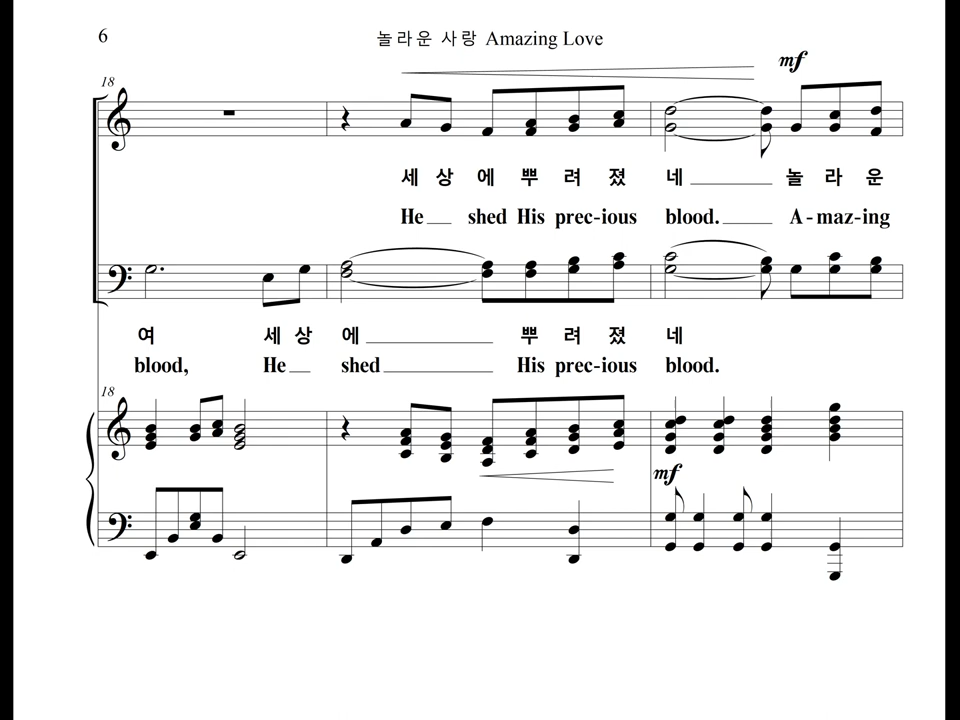 6
놀라운 사랑 Amazing Love
mf
18
세 상 에 뿌 려 졌 네 놀 라 운
He shed His prec-ious blood. A-maz-ing
여 세 상 에 뿌 려 졌 네
blood, He shed His prec-ious blood.
18
mf